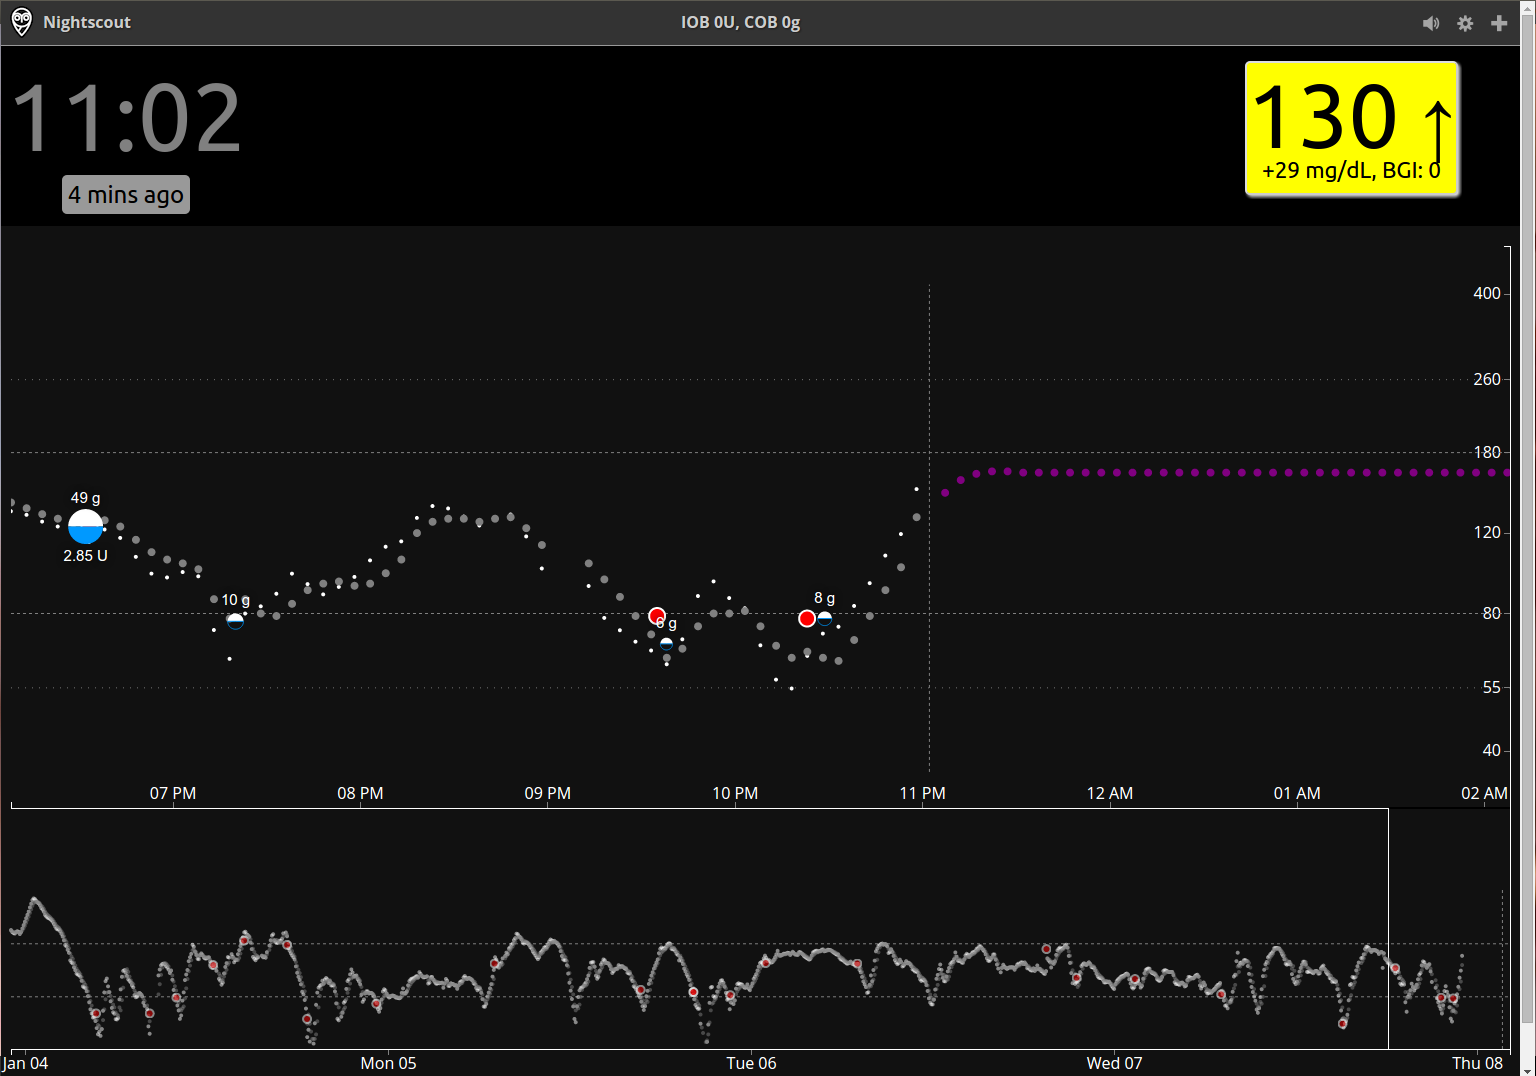 Nightscout
IOB 0U, COB 0g
11:02
4 mins ago
130 ↑
+29 mg/dL, BGI: 0
400
260
180
120
80
55
40
49 g
2.85 U
10 g
6 g
8 g
07 PM
08 PM
09 PM
10 PM
11 PM
12 AM
01 AM
02 AM
Jan 04
Mon 05
Tue 06
Wed 07
Thu 08